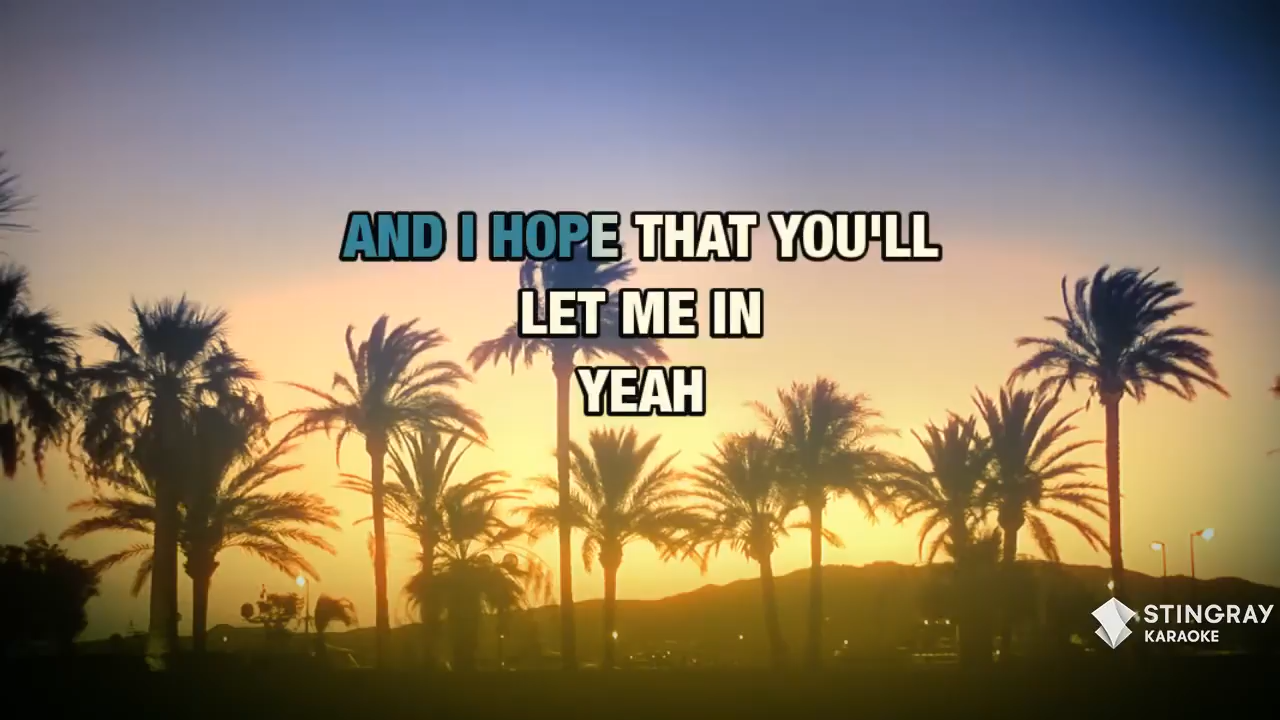 AND I HOPE THAT YOU'LL
LET ME IN
YEAH
STINGRAY
KARAOKE